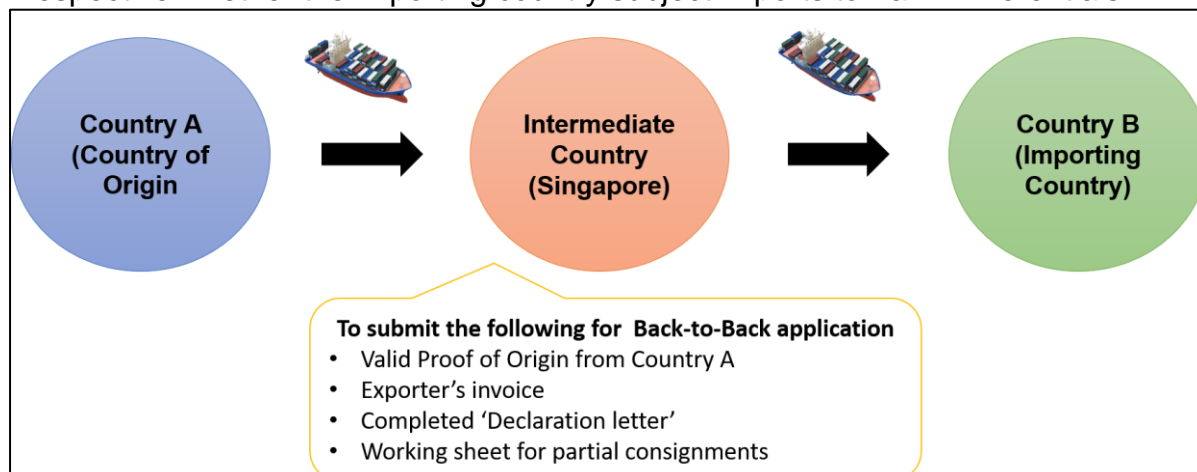 Country A
(Country of
Origin
Intermediate
Country
(Singapore)
Country B
(Importing
Country)
To submit the following for Back-to-Back application
• Valid Proof of Origin from Country A
• Exporter's invoice
• Completed 'Declaration letter'
• Working sheet for partial consignments